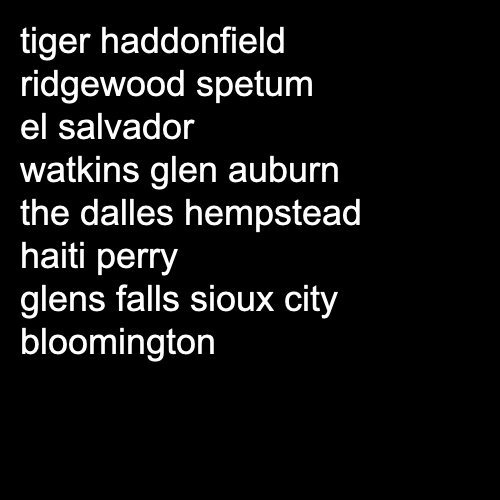 tiger haddonfield
ridgewood spetum
el salvador
watkins glen auburn
the dalles hempstead
haiti perry
glens falls sioux city
bloomington